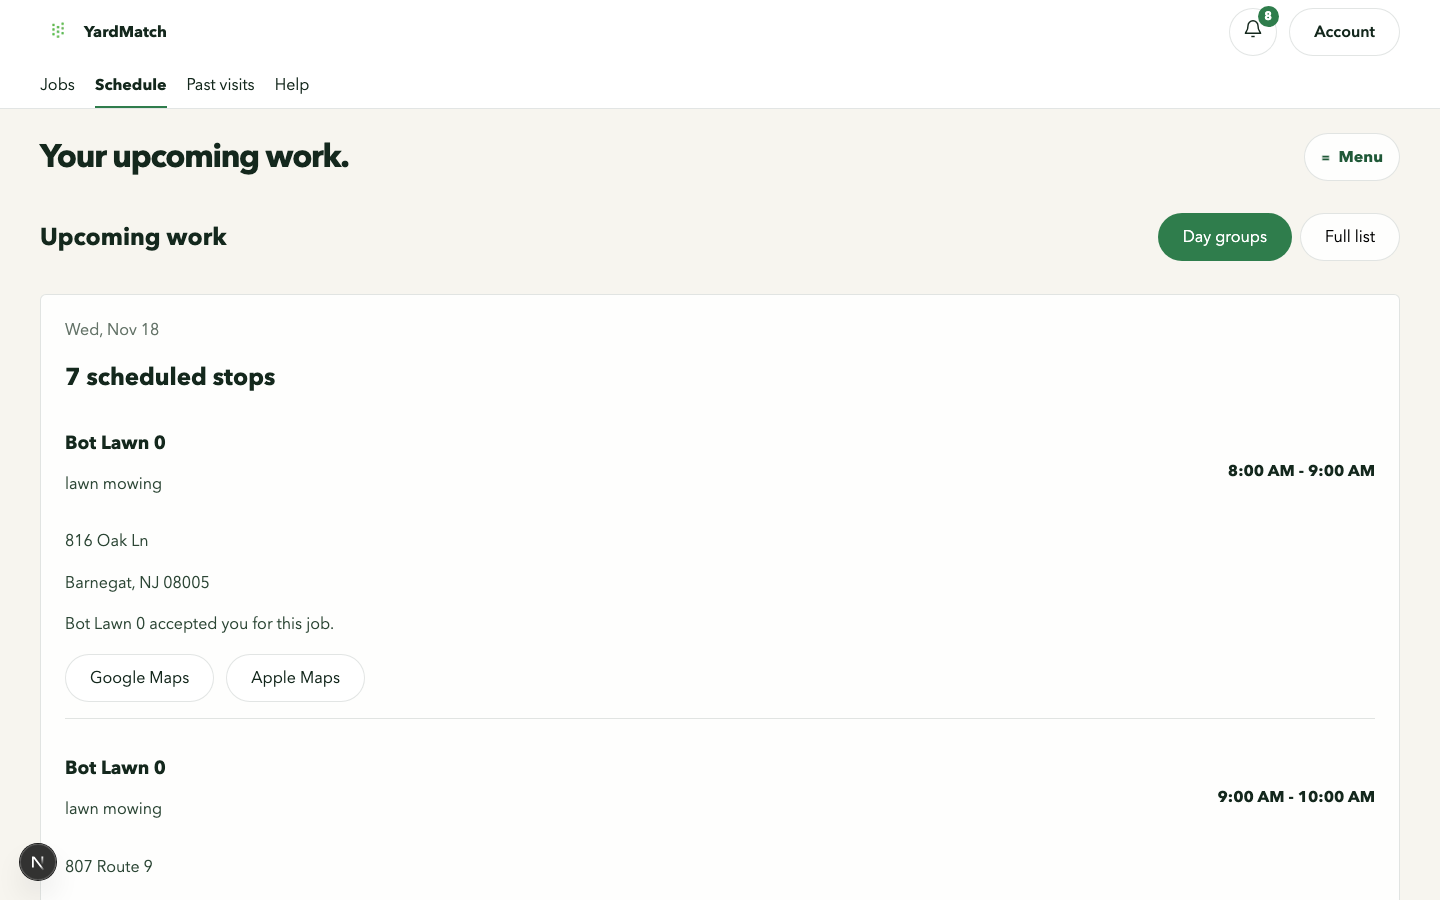 YardMatch
8
Account
Jobs Schedule Past visits Help
Your upcoming work.
= Menu
Upcoming work
Day groups Full list
Wed, Nov 18
7 scheduled stops
Bot Lawn 0
8:00 AM - 9:00 AM
lawn mowing
816 Oak Ln
Barnegat, NJ 08005
Bot Lawn 0 accepted you for this job.
Google Maps Apple Maps
Bot Lawn 0
9:00 AM - 10:00 AM
lawn mowing
N
807 Route 9